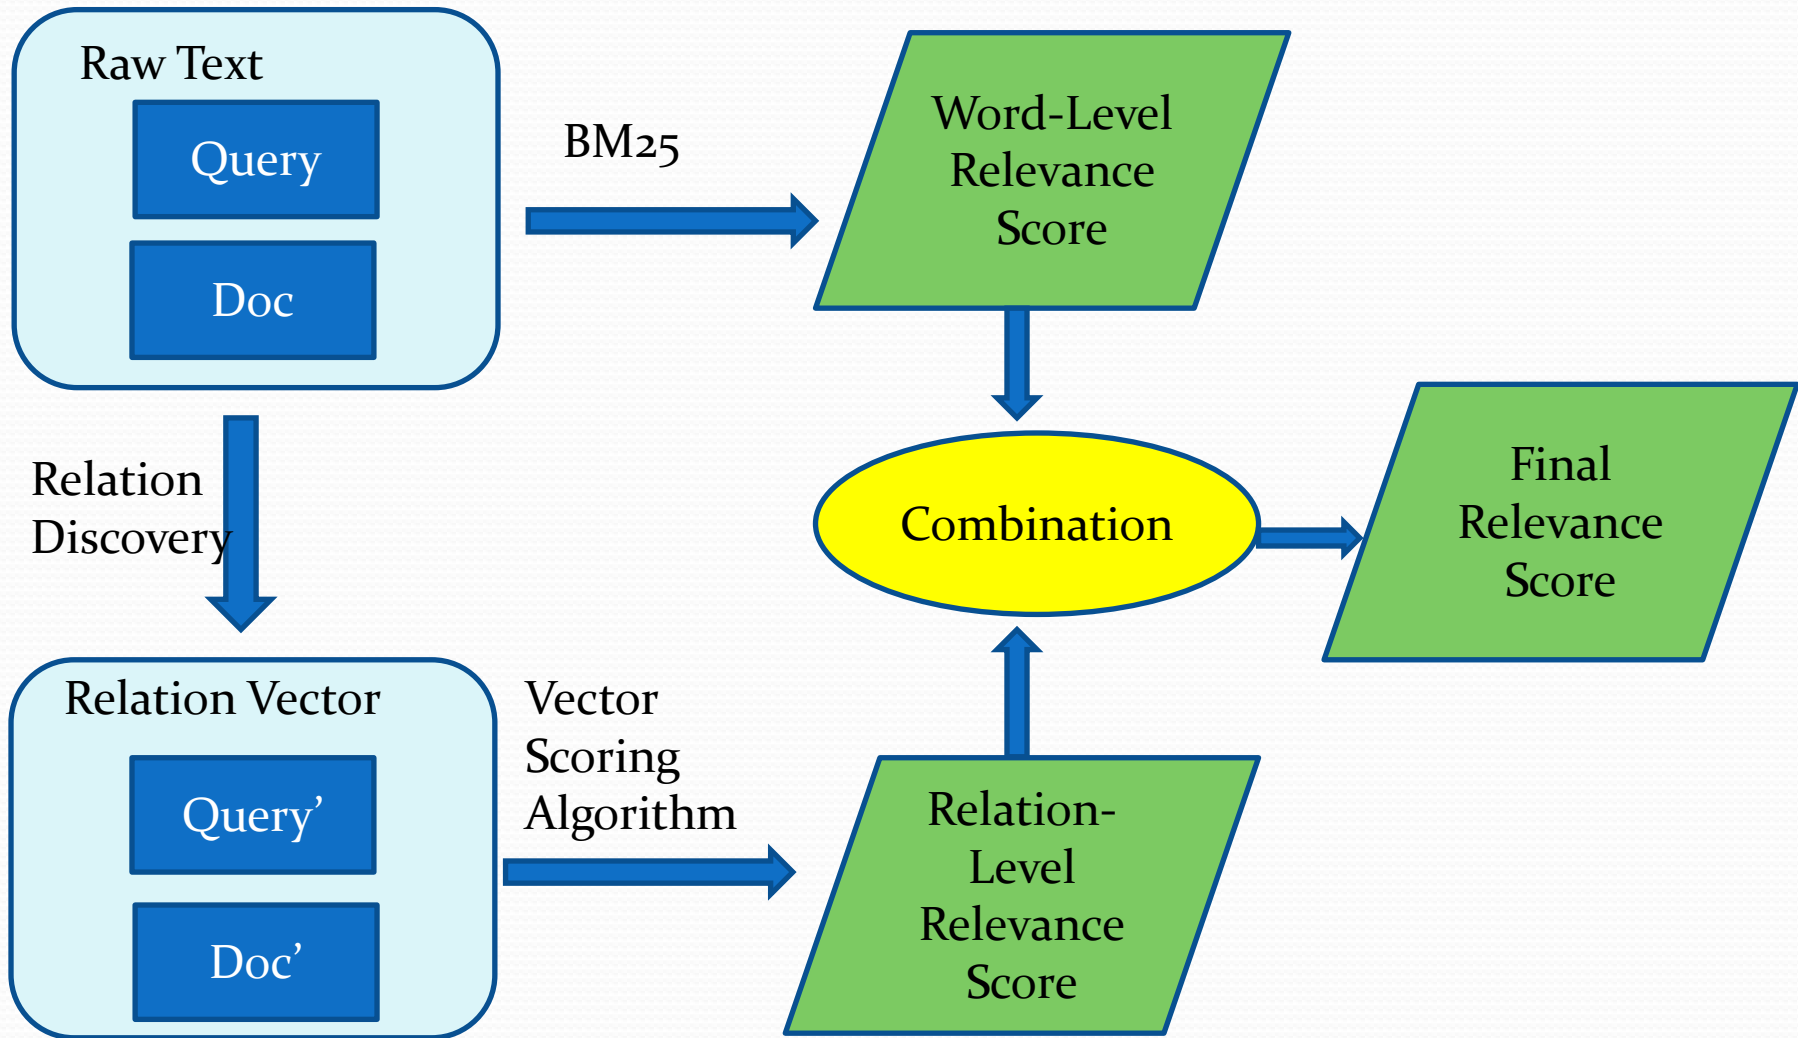 Raw Text
Query
Doc
BM25
Word-Level
Relevance
Score
Relation
Discovery
Combination
Final
Relevance
Score
Relation Vector
Query’
Doc’
Vector
Scoring
Algorithm
Relation-
Level
Relevance
Score